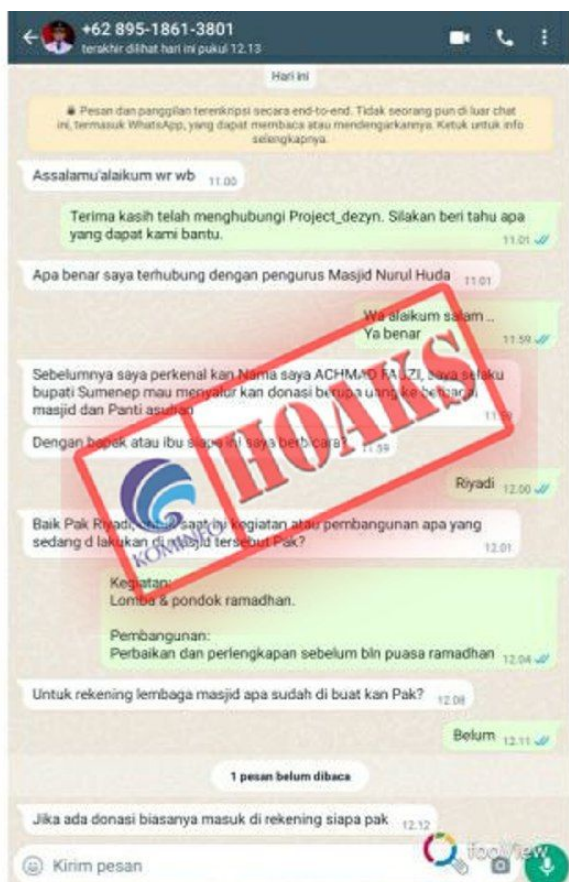 +62 895-1861-3801
terakhir dilihat hari ini pukul 12.13
Hari ini
Pesan dan panggilan terenkripsi secara end-to-end. Tidak seorang pun di luar chat
ini, termasuk WhatsApp, yang dapat membaca atau mendengarkannya. Ketuk untuk info
selengkapnya.
Assalamu'alaikum wr wb 11.00
Terima kasih telah menghubungi Project_dezyn. Silakan beri tahu apa
yang dapat kami bantu. 11.01
Apa benar saya terhubung dengan pengurus Masjid Nurul Huda 11.01
Wa alaikum salam ..
Ya benar 11.59
Sebelumnya saya perkenal kan Nama saya ACHMAD FAUZI, saya selaku
bupati Sumenep mau menyalur kan donasi berupa uang ke berbagai
masjid dan Panti asuhan 11.59
Dengan bapak atau ibu siapa ini saya berbicara? 11.59
HOAKS
KOMINFO
Riyadi 12.00
Baik Pak Riyadi, untuk saat ini kegiatan atau pembangunan apa yang
sedang d lakukan di masjid tersebut Pak? 12.01
Kegiatan:
Lomba & pondok ramadhan.
Pembangunan:
Perbaikan dan perlengkapan sebelum bln puasa ramadhan 12.04
Untuk rekening lembaga masjid apa sudah di buat kan Pak? 12.08
Belum 12.11
1 pesan belum dibaca
Jika ada donasi biasanya masuk di rekening siapa pak 12.12
fooView
Kirim pesan